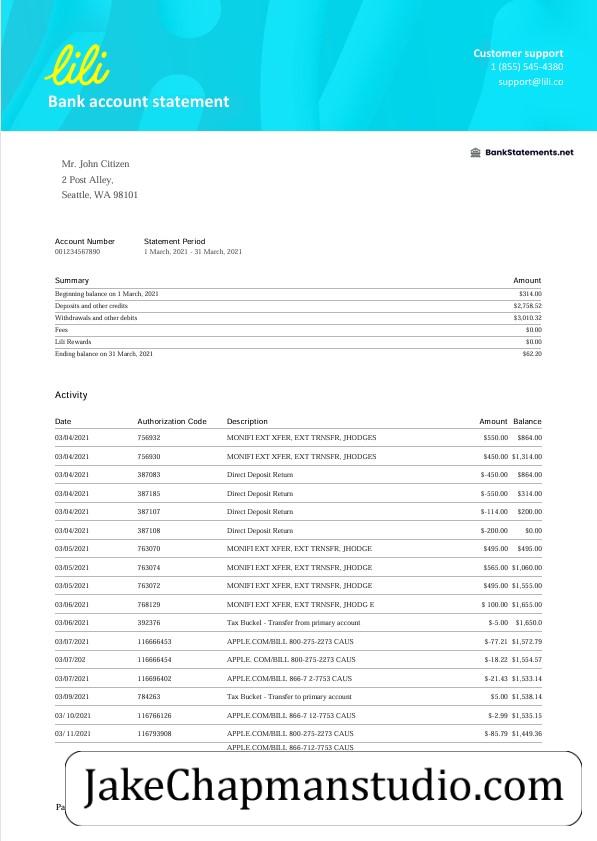 lili
Bank account statement
Customer support
1 (855) 545-4380
support@lili.co
BankStatements.net
Mr. John Citizen
2 Post Alley,
Seattle, WA 98101
Account Number Statement Period
001234567890 1 March, 2021 - 31 March, 2021
Summary Amount
Beginning balance on 1 March, 2021 $314.00
Deposits and other credits $2,758.52
Withdrawals and other debits $3,010.32
Fees $0.00
Lili Rewards $0.00
Ending balance on 31 March, 2021 $62.20
Activity
Date Authorization Code Description Amount Balance
03/04/2021 756932 MONIFI EXT XFER, EXT TRNSFR, JHODGES $550.00 $864.00
03/04/2021 756930 MONIFI EXT XFER, EXT TRNSFR, JHODGES $450.00 $1,314.00
03/04/2021 387083 Direct Deposit Return $-450.00 $864.00
03/04/2021 387185 Direct Deposit Return $-550.00 $314.00
03/04/2021 387107 Direct Deposit Return $-114.00 $200.00
03/04/2021 387108 Direct Deposit Return $-200.00 $0.00
03/05/2021 763070 MONIFI EXT XFER, EXT TRNSFR, JHODGE $495.00 $495.00
03/05/2021 763074 MONIFI EXT XFER, EXT TRNSFR, JHODGE $565.00 $1,060.00
03/05/2021 763072 MONIFI EXT XFER, EXT TRNSFR, JHODGE $495.00 $1,555.00
03/06/2021 768129 MONIFI EXT XFER, EXT TRNSFR, JHODG E $ 100.00 $1,655.00
03/06/2021 392376 Tax Bucket - Transfer from primary account $-5.00 $1,650.0
03/07/2021 116666453 APPLE.COM/BILL 800-275-2273 CAUS $-77.21 $1,572.79
03/07/202 116666454 APPLE. COM/BILL 800-275-2273 CAUS $-18.22 $1,554.57
03/07/2021 116696402 APPLE.COM/BILL 866-7 2-7753 CAUS $-21.43 $1,533.14
03/09/2021 784263 Tax Bucket - Transfer to primary account $5.00 $1,538.14
03/ 10/2021 116766126 APPLE.COM/BILL 866-7 12-7753 CAUS $-2.99 $1,535.15
03/ 11/2021 116793908 APPLE.COM/BILL 800-275-2273 CAUS $-85.79 $1,449.36
APPLE.COM/BILL 866-712-7753 CAUS
JakeChapmanstudio.com
Pa